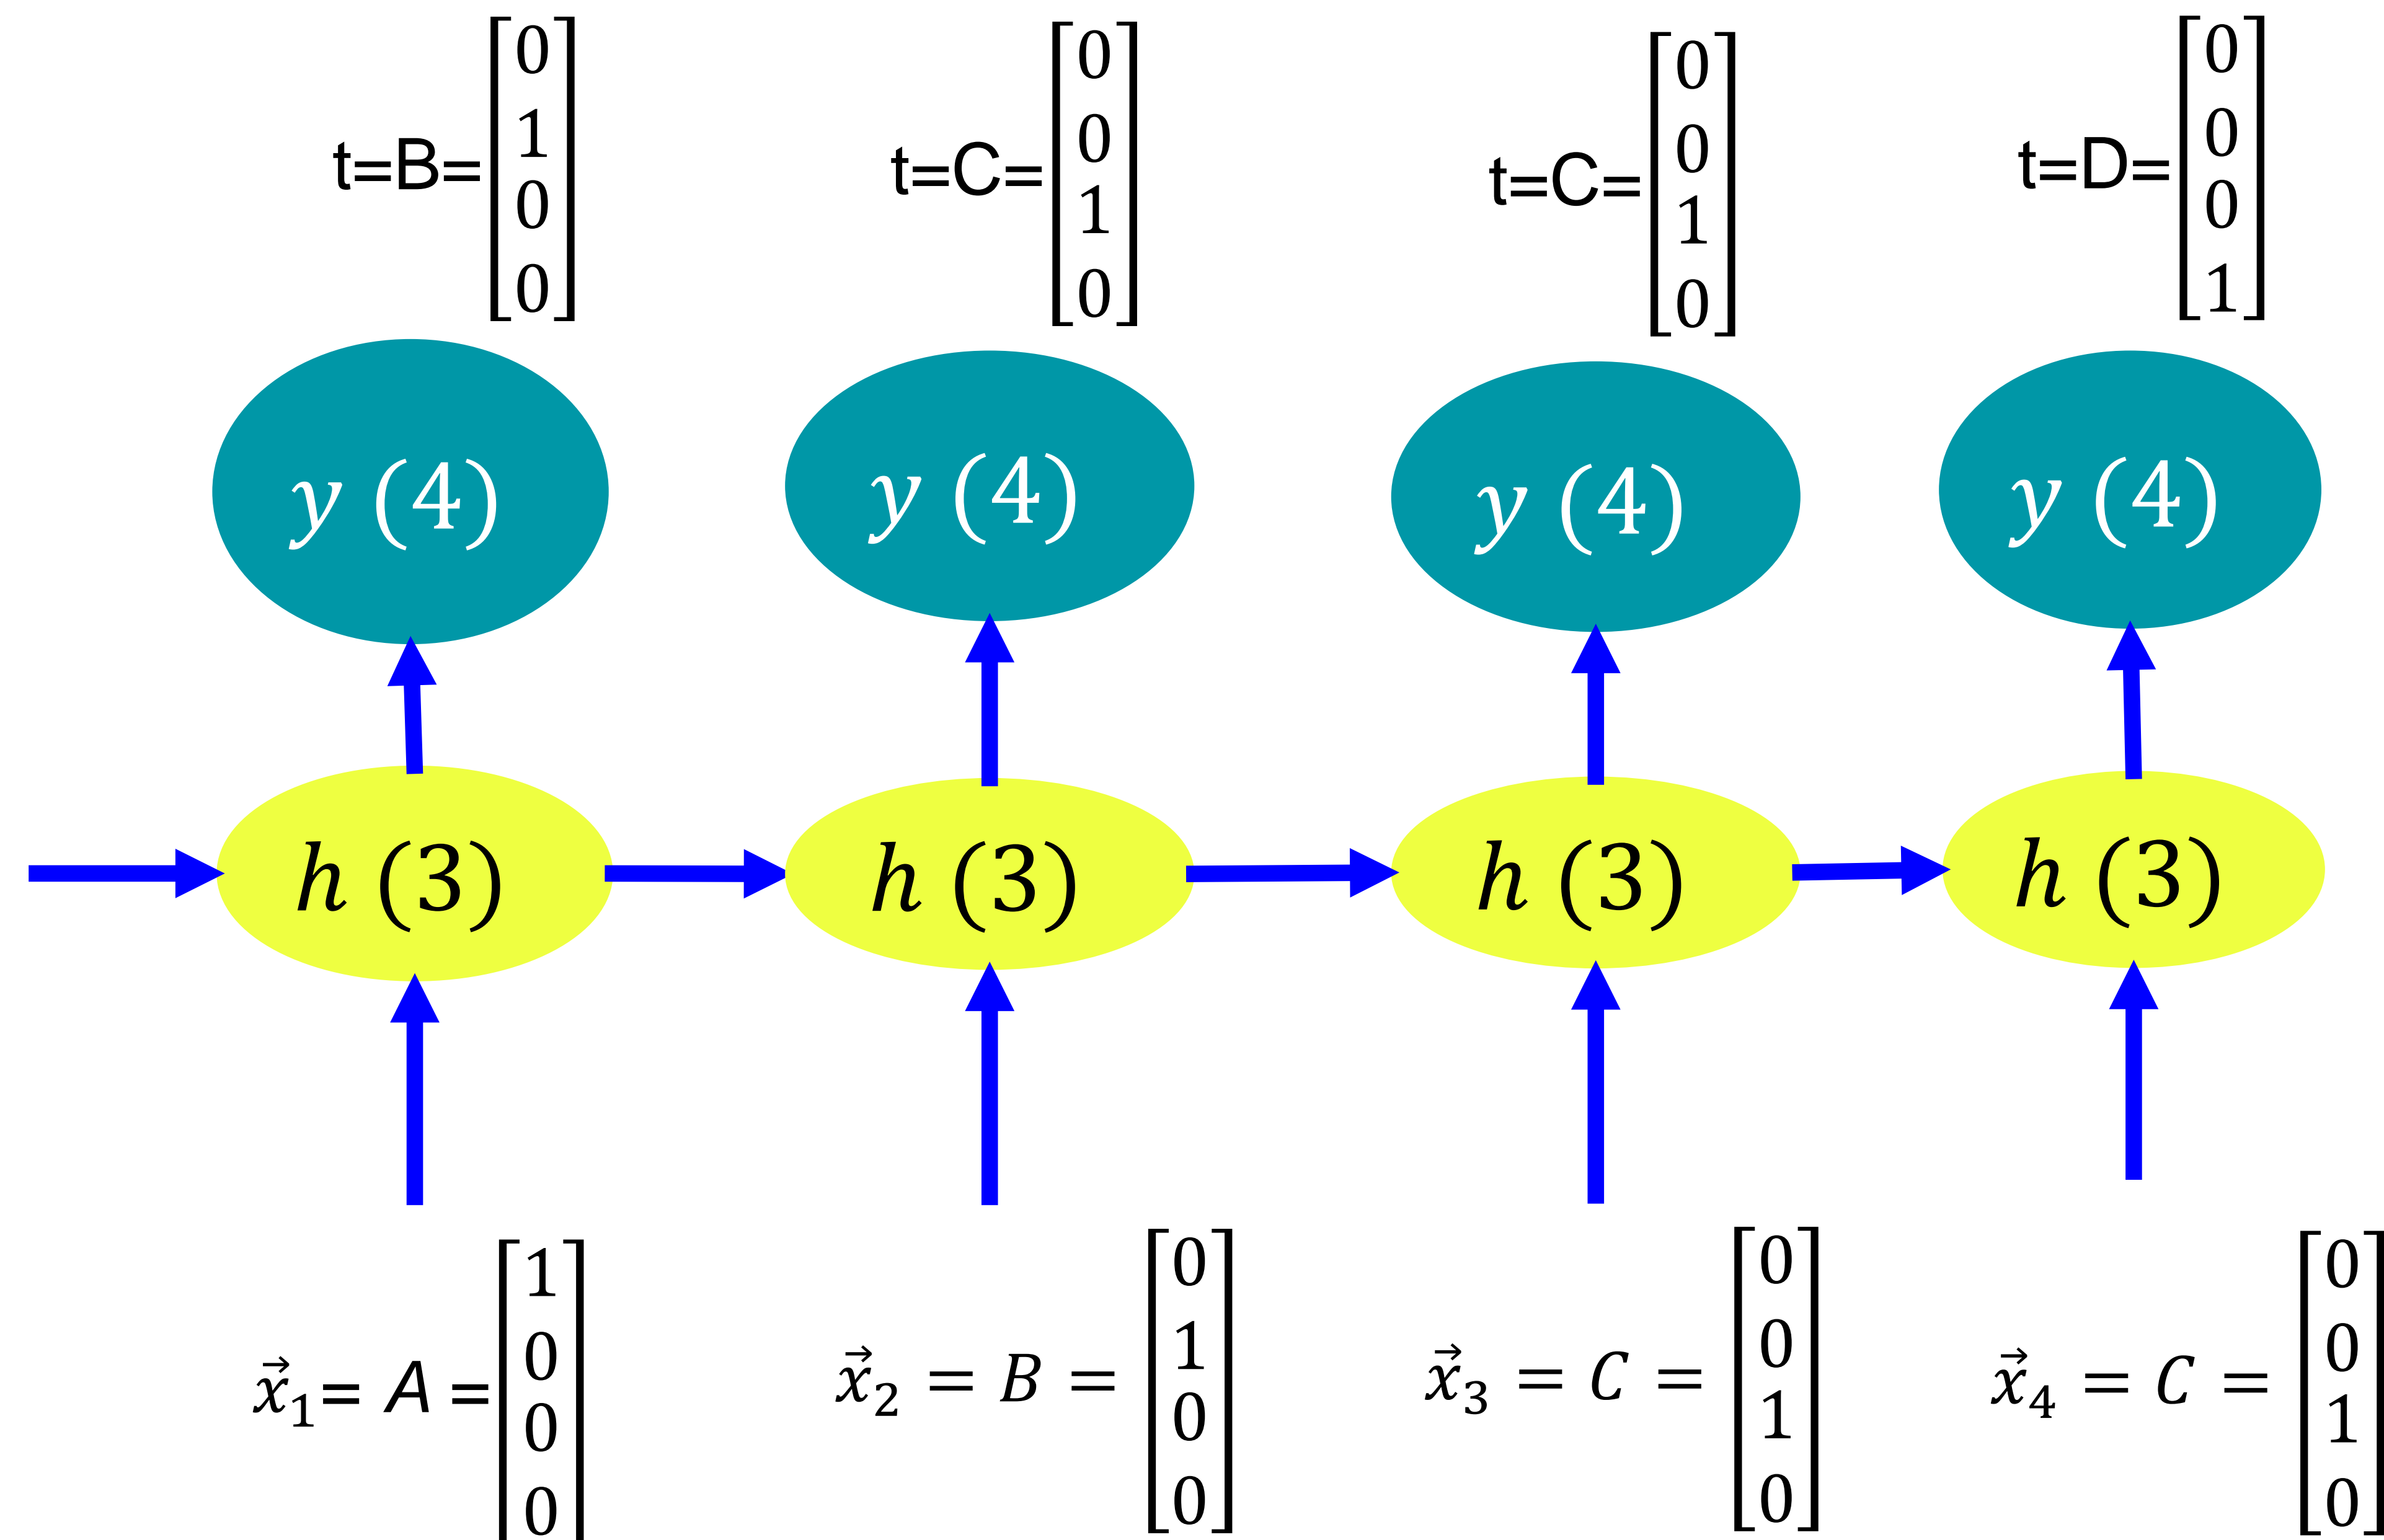 t=B= [0 1 0 0]
t=C= [0 0 1 0]
t=C= [0 0 1 0]
t=D= [0 0 0 1]
y (4)
y (4)
y (4)
y (4)
h (3)
h (3)
h (3)
h (3)
x⃗₁= A = [1 0 0 0]
x⃗₂ = B = [0 1 0 0]
x⃗₃ = C = [0 0 1 0]
x⃗₄ = C = [0 0 1 0]